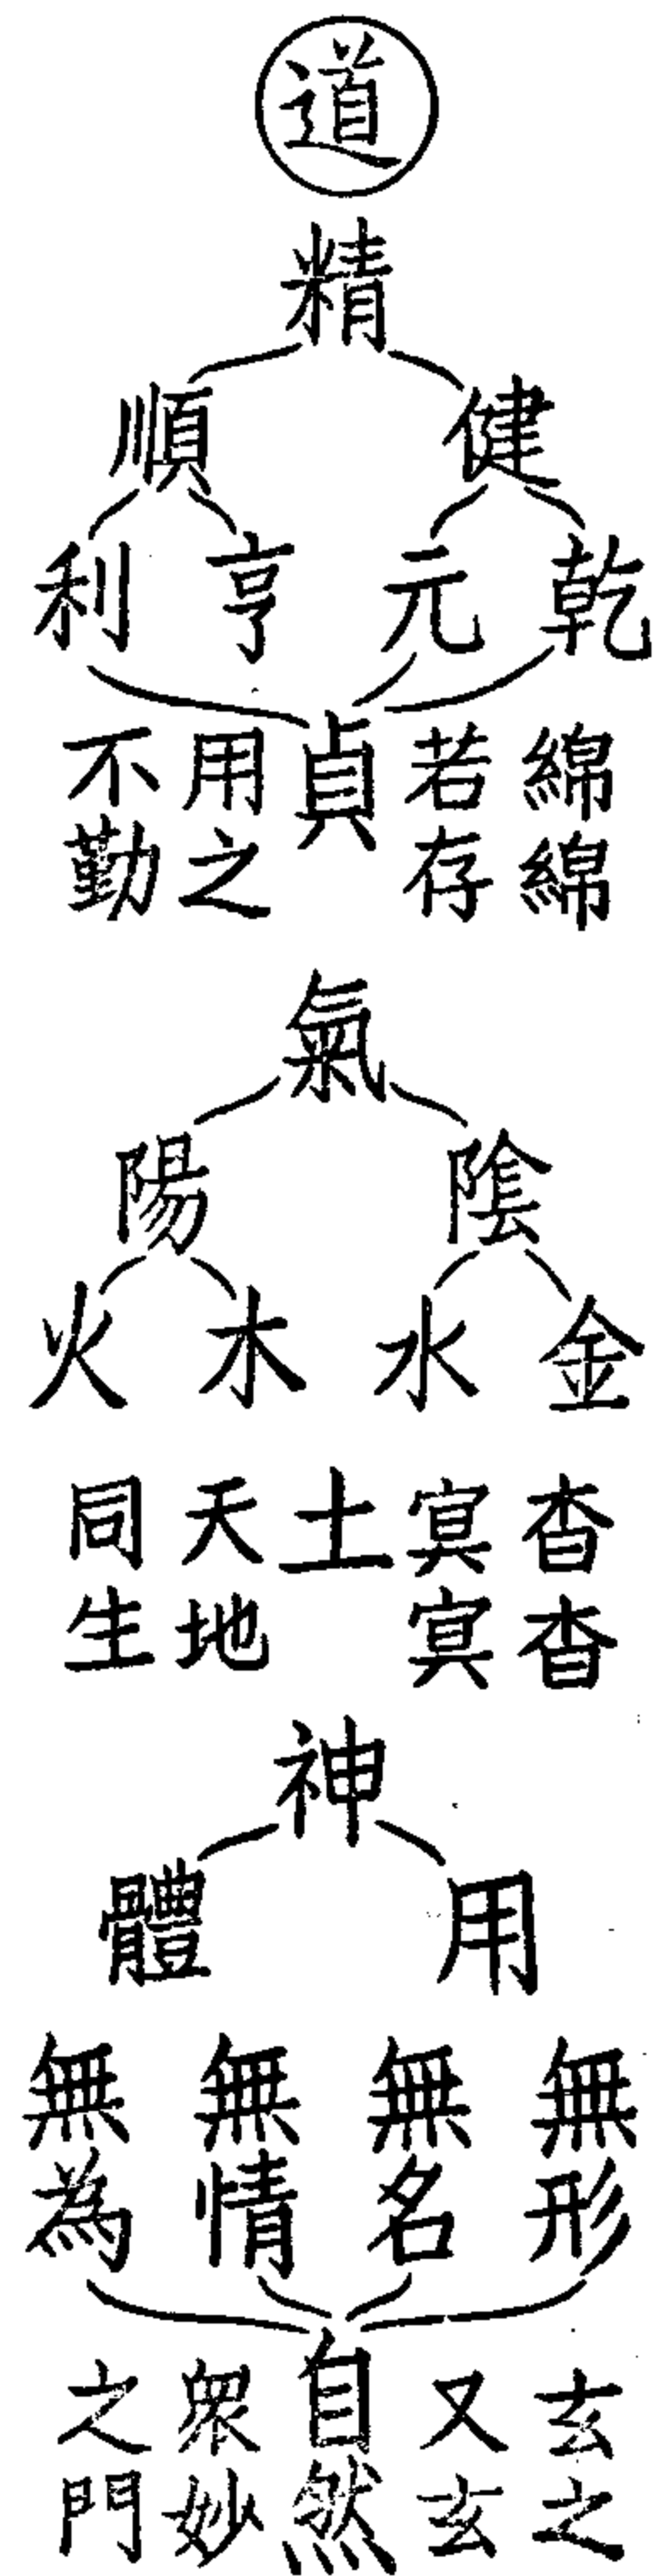 道
精
健 順
乾 元 亨 利
綿綿
若存
貞
用之
不勤
氣
陰 陽
金 水 木 火
杳杳
冥冥
土
天地
同生
神
用 體
無形
無名
無情
無為
玄之
又玄
自然
眾妙
之門